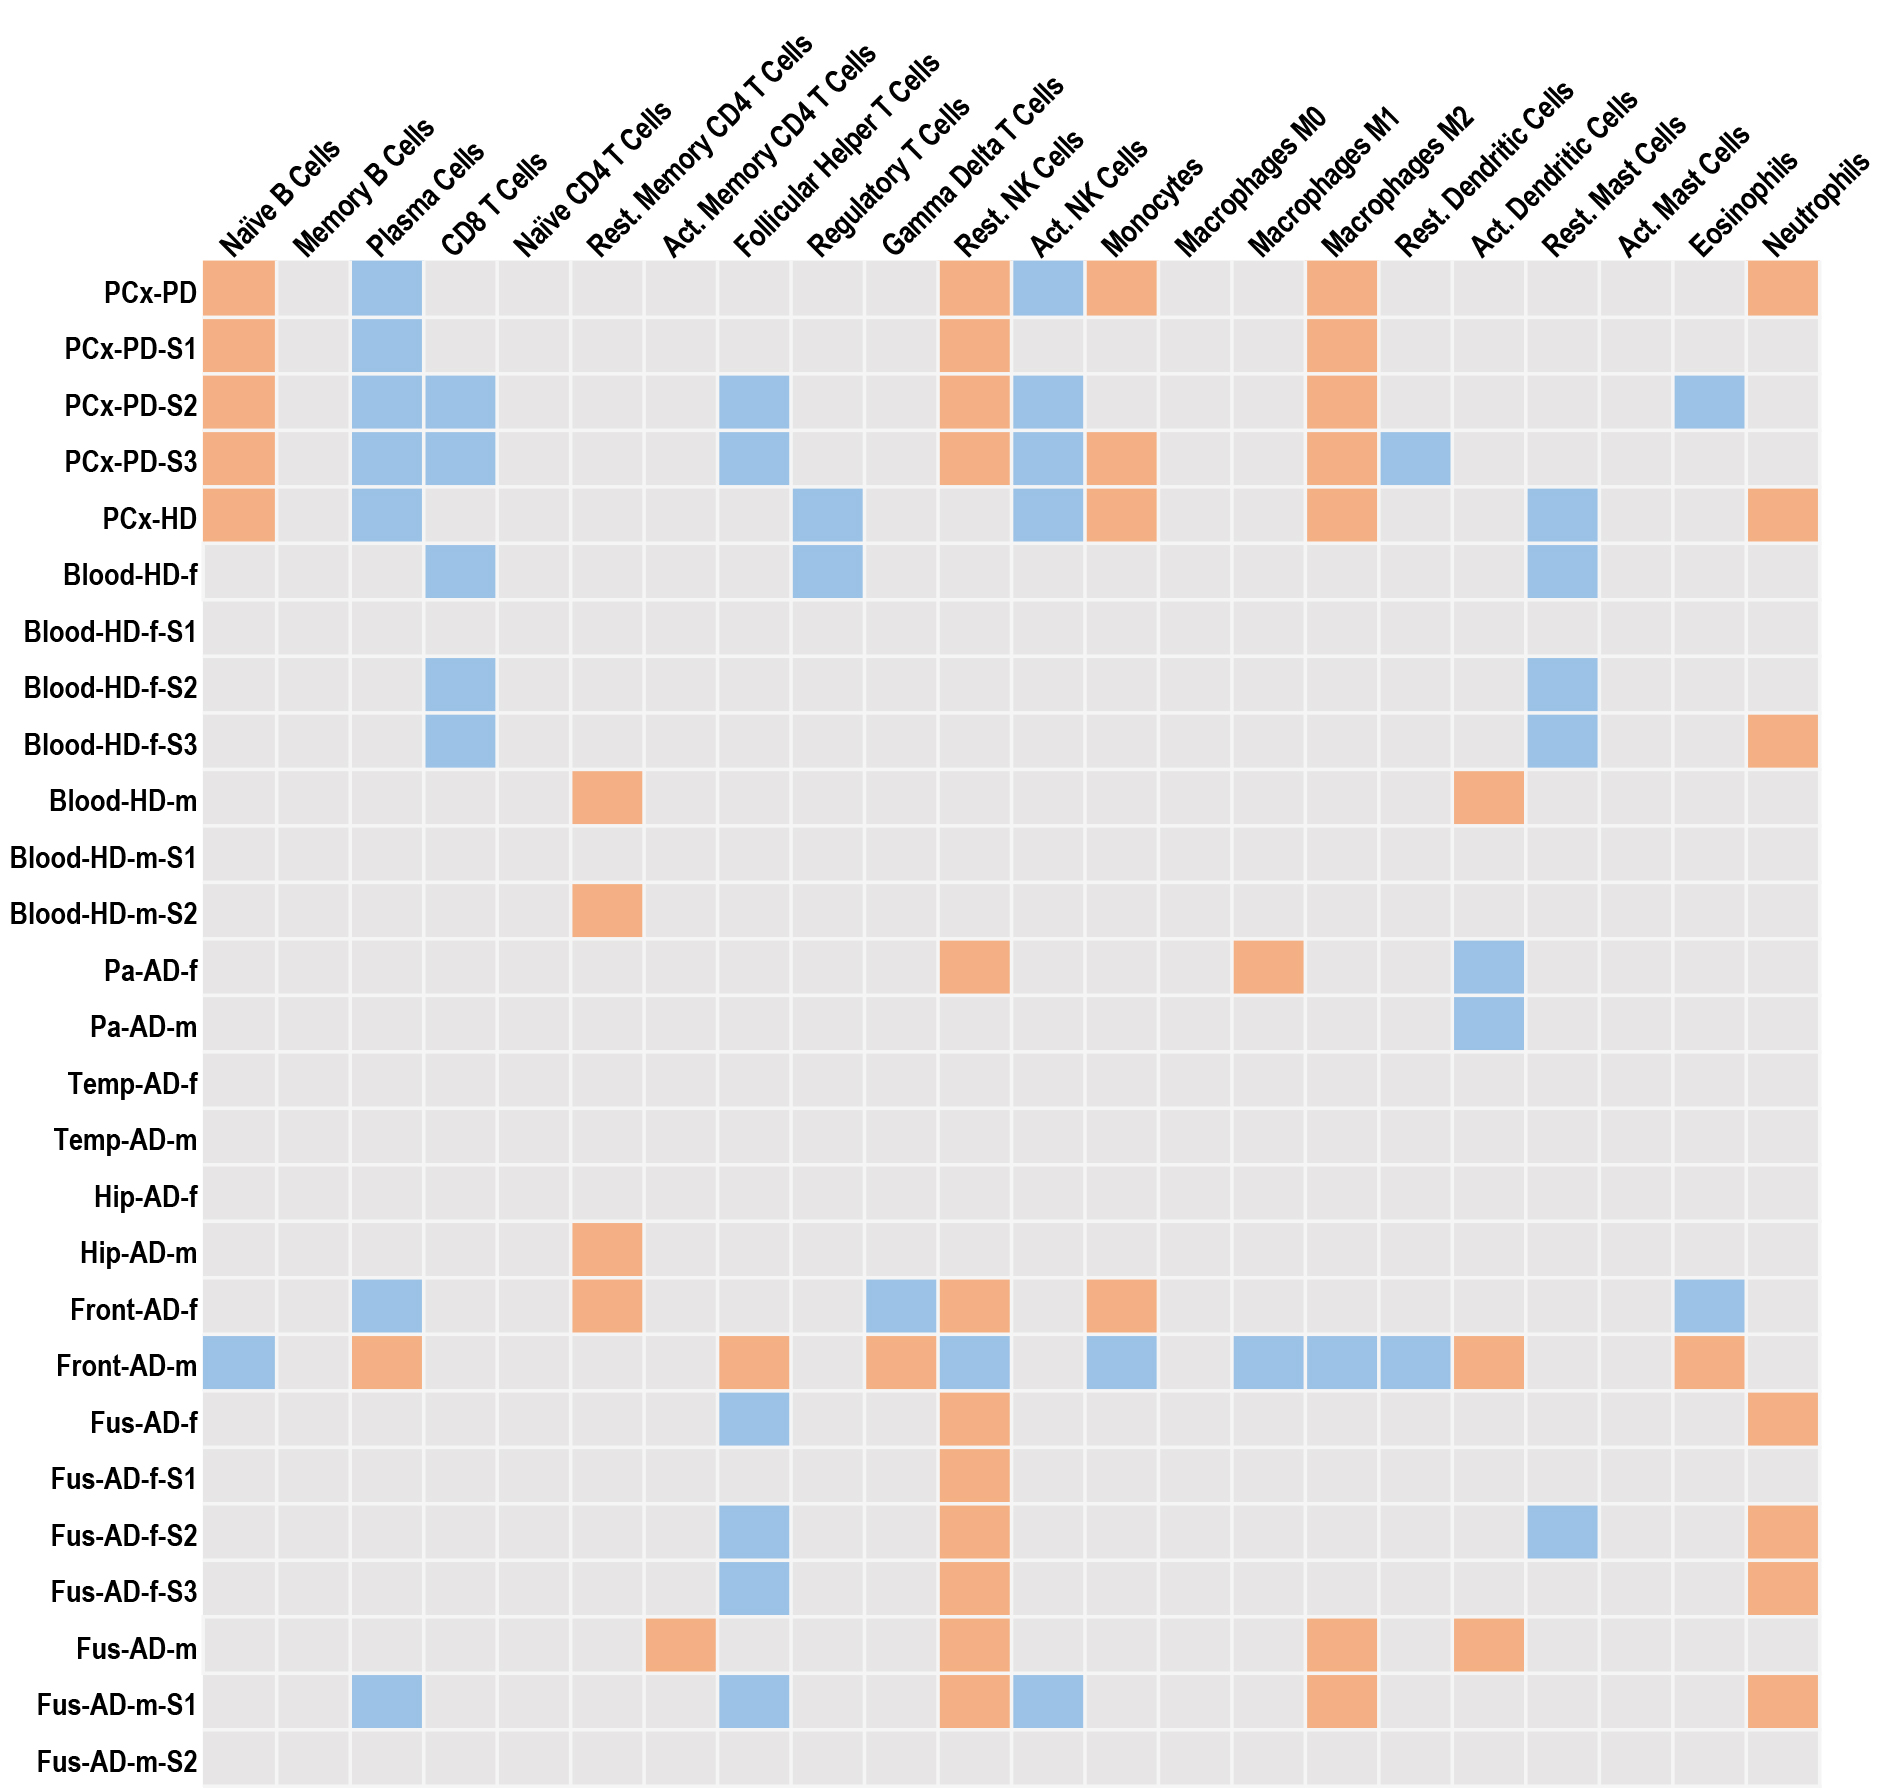 Naïve B Cells
Memory B Cells
Plasma Cells
CD8 T Cells
Naïve CD4 T Cells
Rest. Memory CD4 T Cells
Act. Memory CD4 T Cells
Follicular Helper T Cells
Regulatory T Cells
Gamma Delta T Cells
Rest. NK Cells
Act. NK Cells
Monocytes
Macrophages M0
Macrophages M1
Macrophages M2
Rest. Dendritic Cells
Act. Dendritic Cells
Rest. Mast Cells
Act. Mast Cells
Eosinophils
Neutrophils
PCx-PD
PCx-PD-S1
PCx-PD-S2
PCx-PD-S3
PCx-HD
Blood-HD-f
Blood-HD-f-S1
Blood-HD-f-S2
Blood-HD-f-S3
Blood-HD-m
Blood-HD-m-S1
Blood-HD-m-S2
Pa-AD-f
Pa-AD-m
Temp-AD-f
Temp-AD-m
Hip-AD-f
Hip-AD-m
Front-AD-f
Front-AD-m
Fus-AD-f
Fus-AD-f-S1
Fus-AD-f-S2
Fus-AD-f-S3
Fus-AD-m
Fus-AD-m-S1
Fus-AD-m-S2